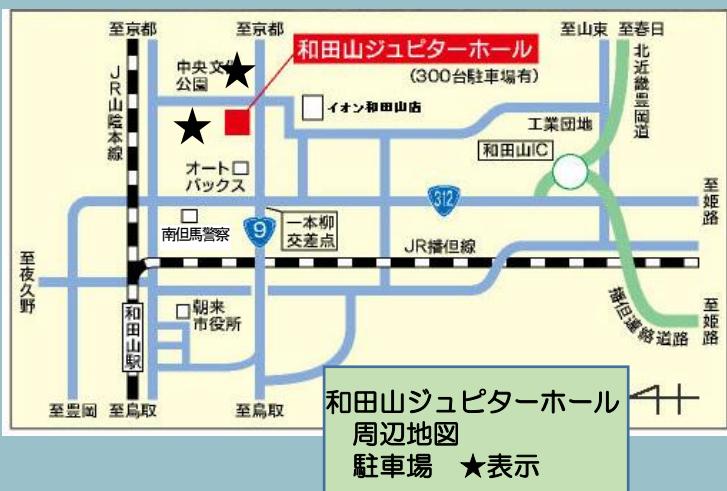 至京都
至京都
至山東
至春日
JR山陰本線
中央文
公園
和田山ジュピターホール
(300台駐車場有)
イオン和田山店
北近畿豊岡道
工業団地
和田山IC
オート
バックス
312
至姫路
南但馬警察
9
一本柳
交差点
JR播但線
至夜久野
和田山駅
朝来
市役所
播但連絡道路
至姫路
至豊岡
至鳥取
至鳥取
和田山ジュピターホール
周辺地図
駐車場 ★表示